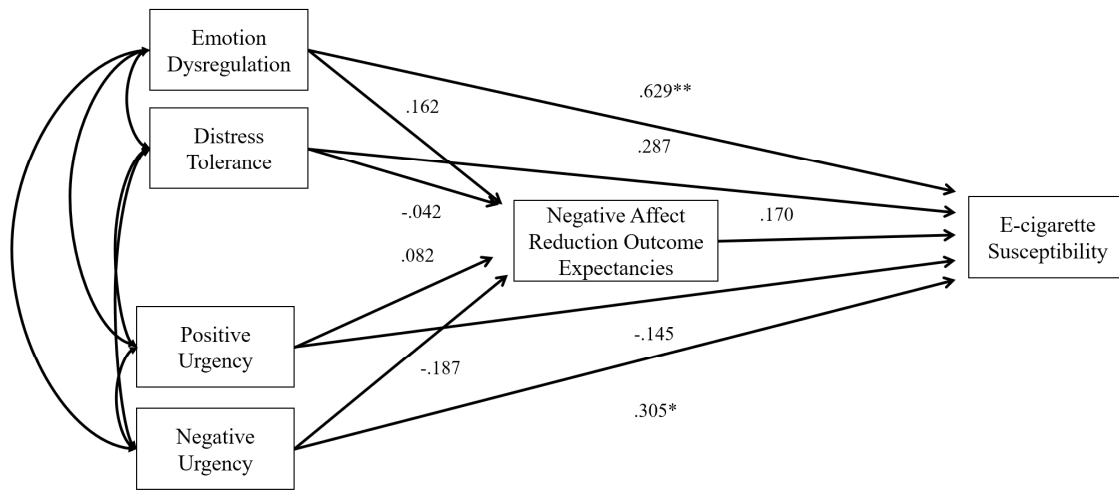 Emotion
Dysregulation
.629**
.162
Distress
Tolerance
.287
-.042
.170
Negative Affect
Reduction Outcome
Expectancies
E-cigarette
Susceptibility
.082
Positive
Urgency
-.145
-.187
.305*
Negative
Urgency